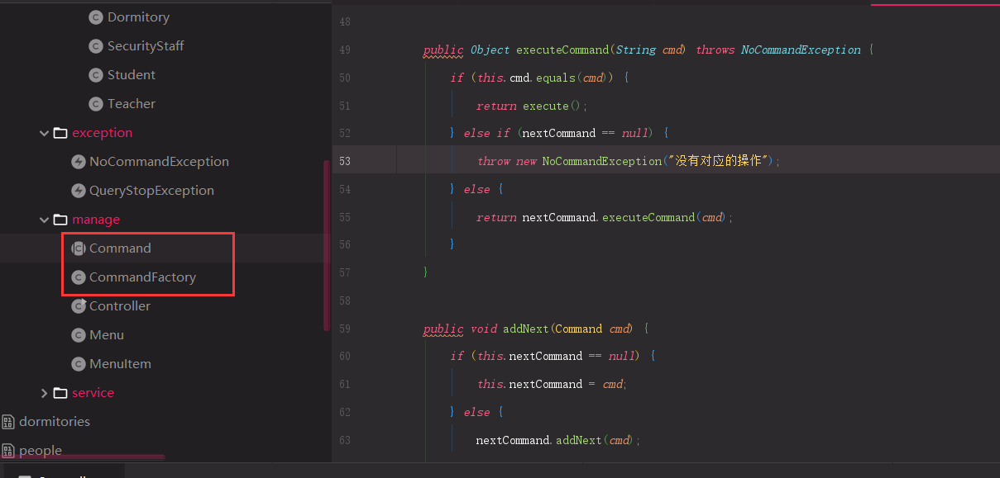 Dormitory
SecurityStaff
Student
Teacher
exception
NoCommandException
QueryStopException
manage
Command
CommandFactory
Controller
Menu
MenuItem
service
dormitories
people
48
49 public Object executeCommand(String cmd) throws NoCommandException {
50 if (this.cmd.equals(cmd)) {
51 return execute();
52 } else if (nextCommand == null) {
53 throw new NoCommandException("没有对应的操作");
54 } else {
55 return nextCommand.executeCommand(cmd);
56 }
57 }
58
59 public void addNext(Command cmd) {
60 if (this.nextCommand == null) {
61 this.nextCommand = cmd;
62 } else {
63 nextCommand.addNext(cmd);